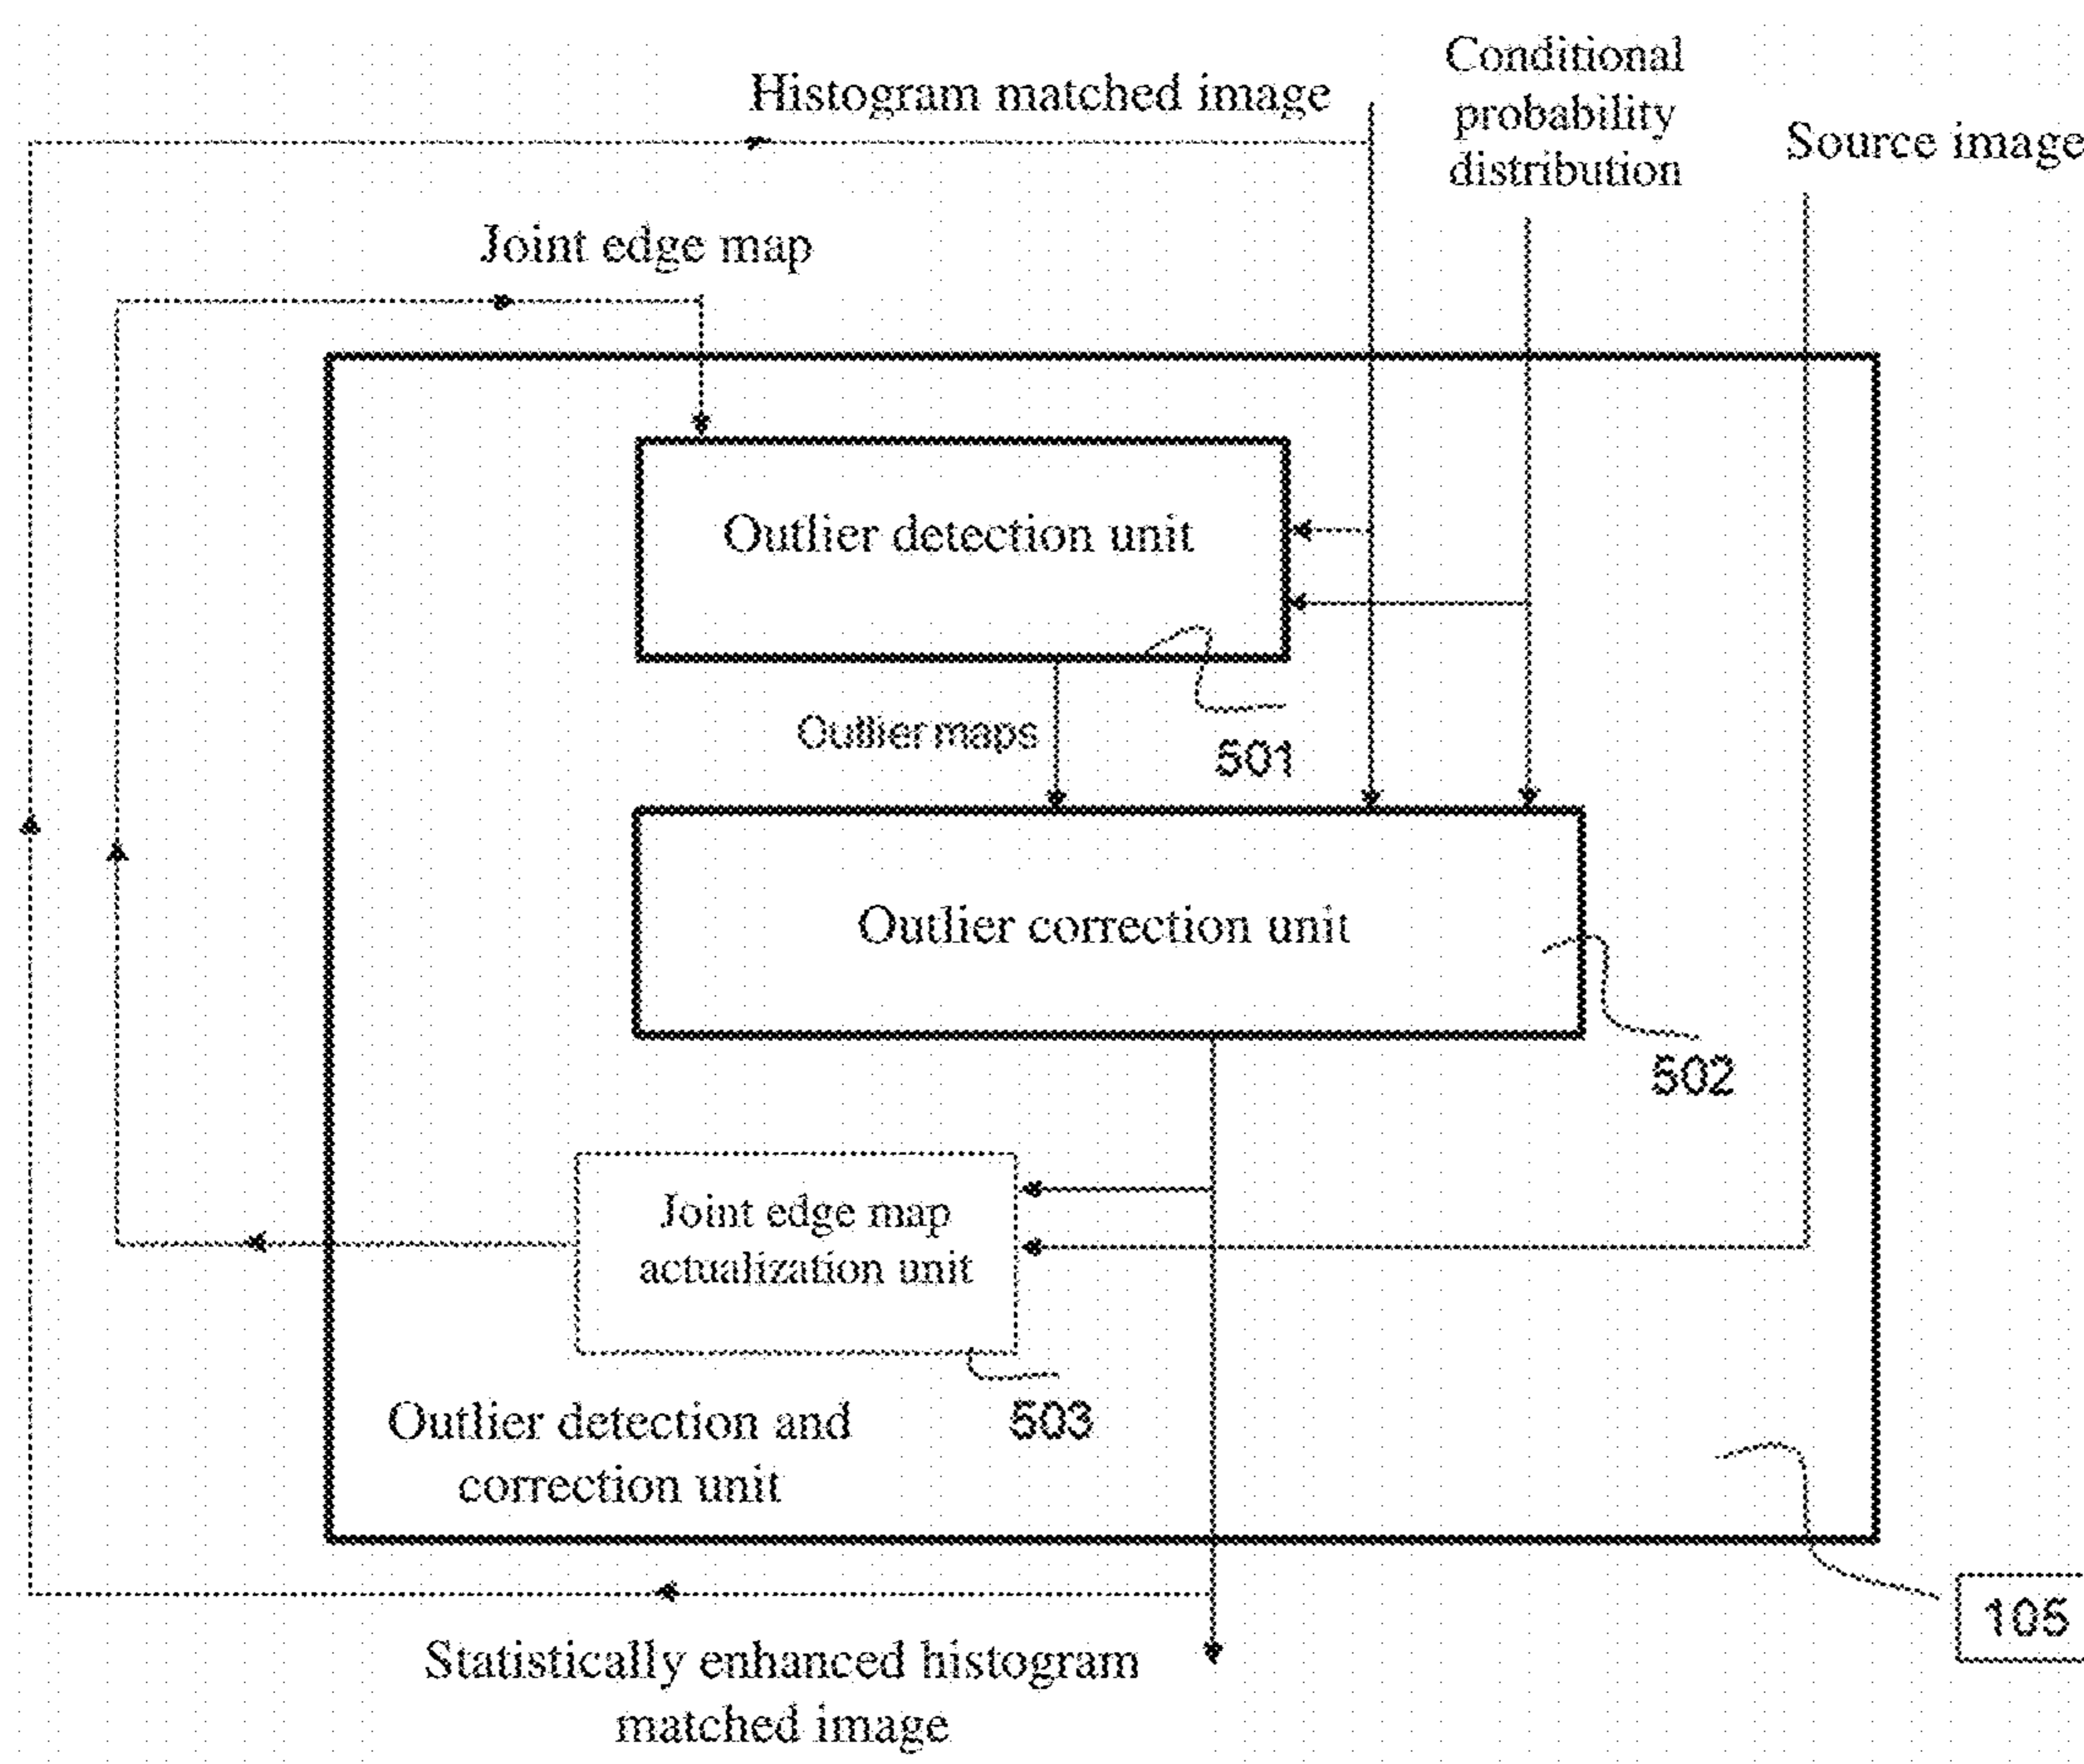 Conditional
probability
distribution
Histogram matched image
Source image
Joint edge map
Outlier detection unit
Outlier maps
501
Outlier correction unit
502
Joint edge map
actualization unit
503
Outlier detection and
correction unit
105
Statistically enhanced histogram
matched image